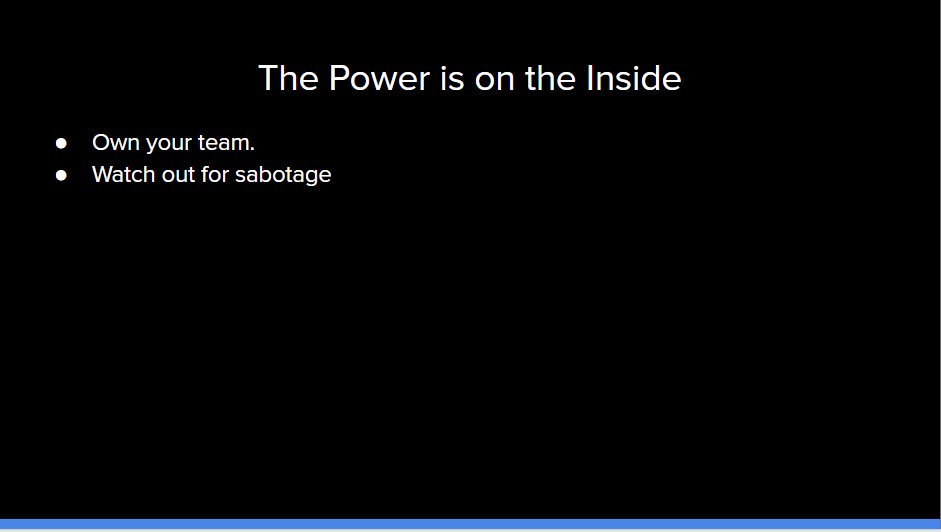 The Power is on the Inside
● Own your team.
● Watch out for sabotage